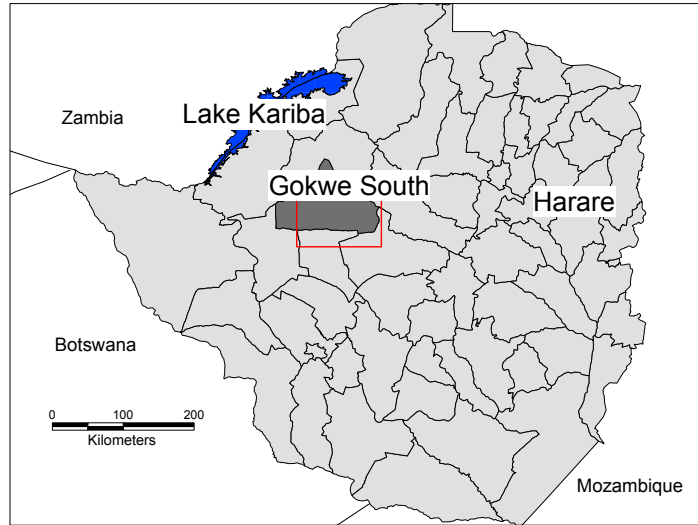 Zambia
Lake Kariba
Gokwe South
Harare
Botswana
0 100 200
Kilometers
Mozambique